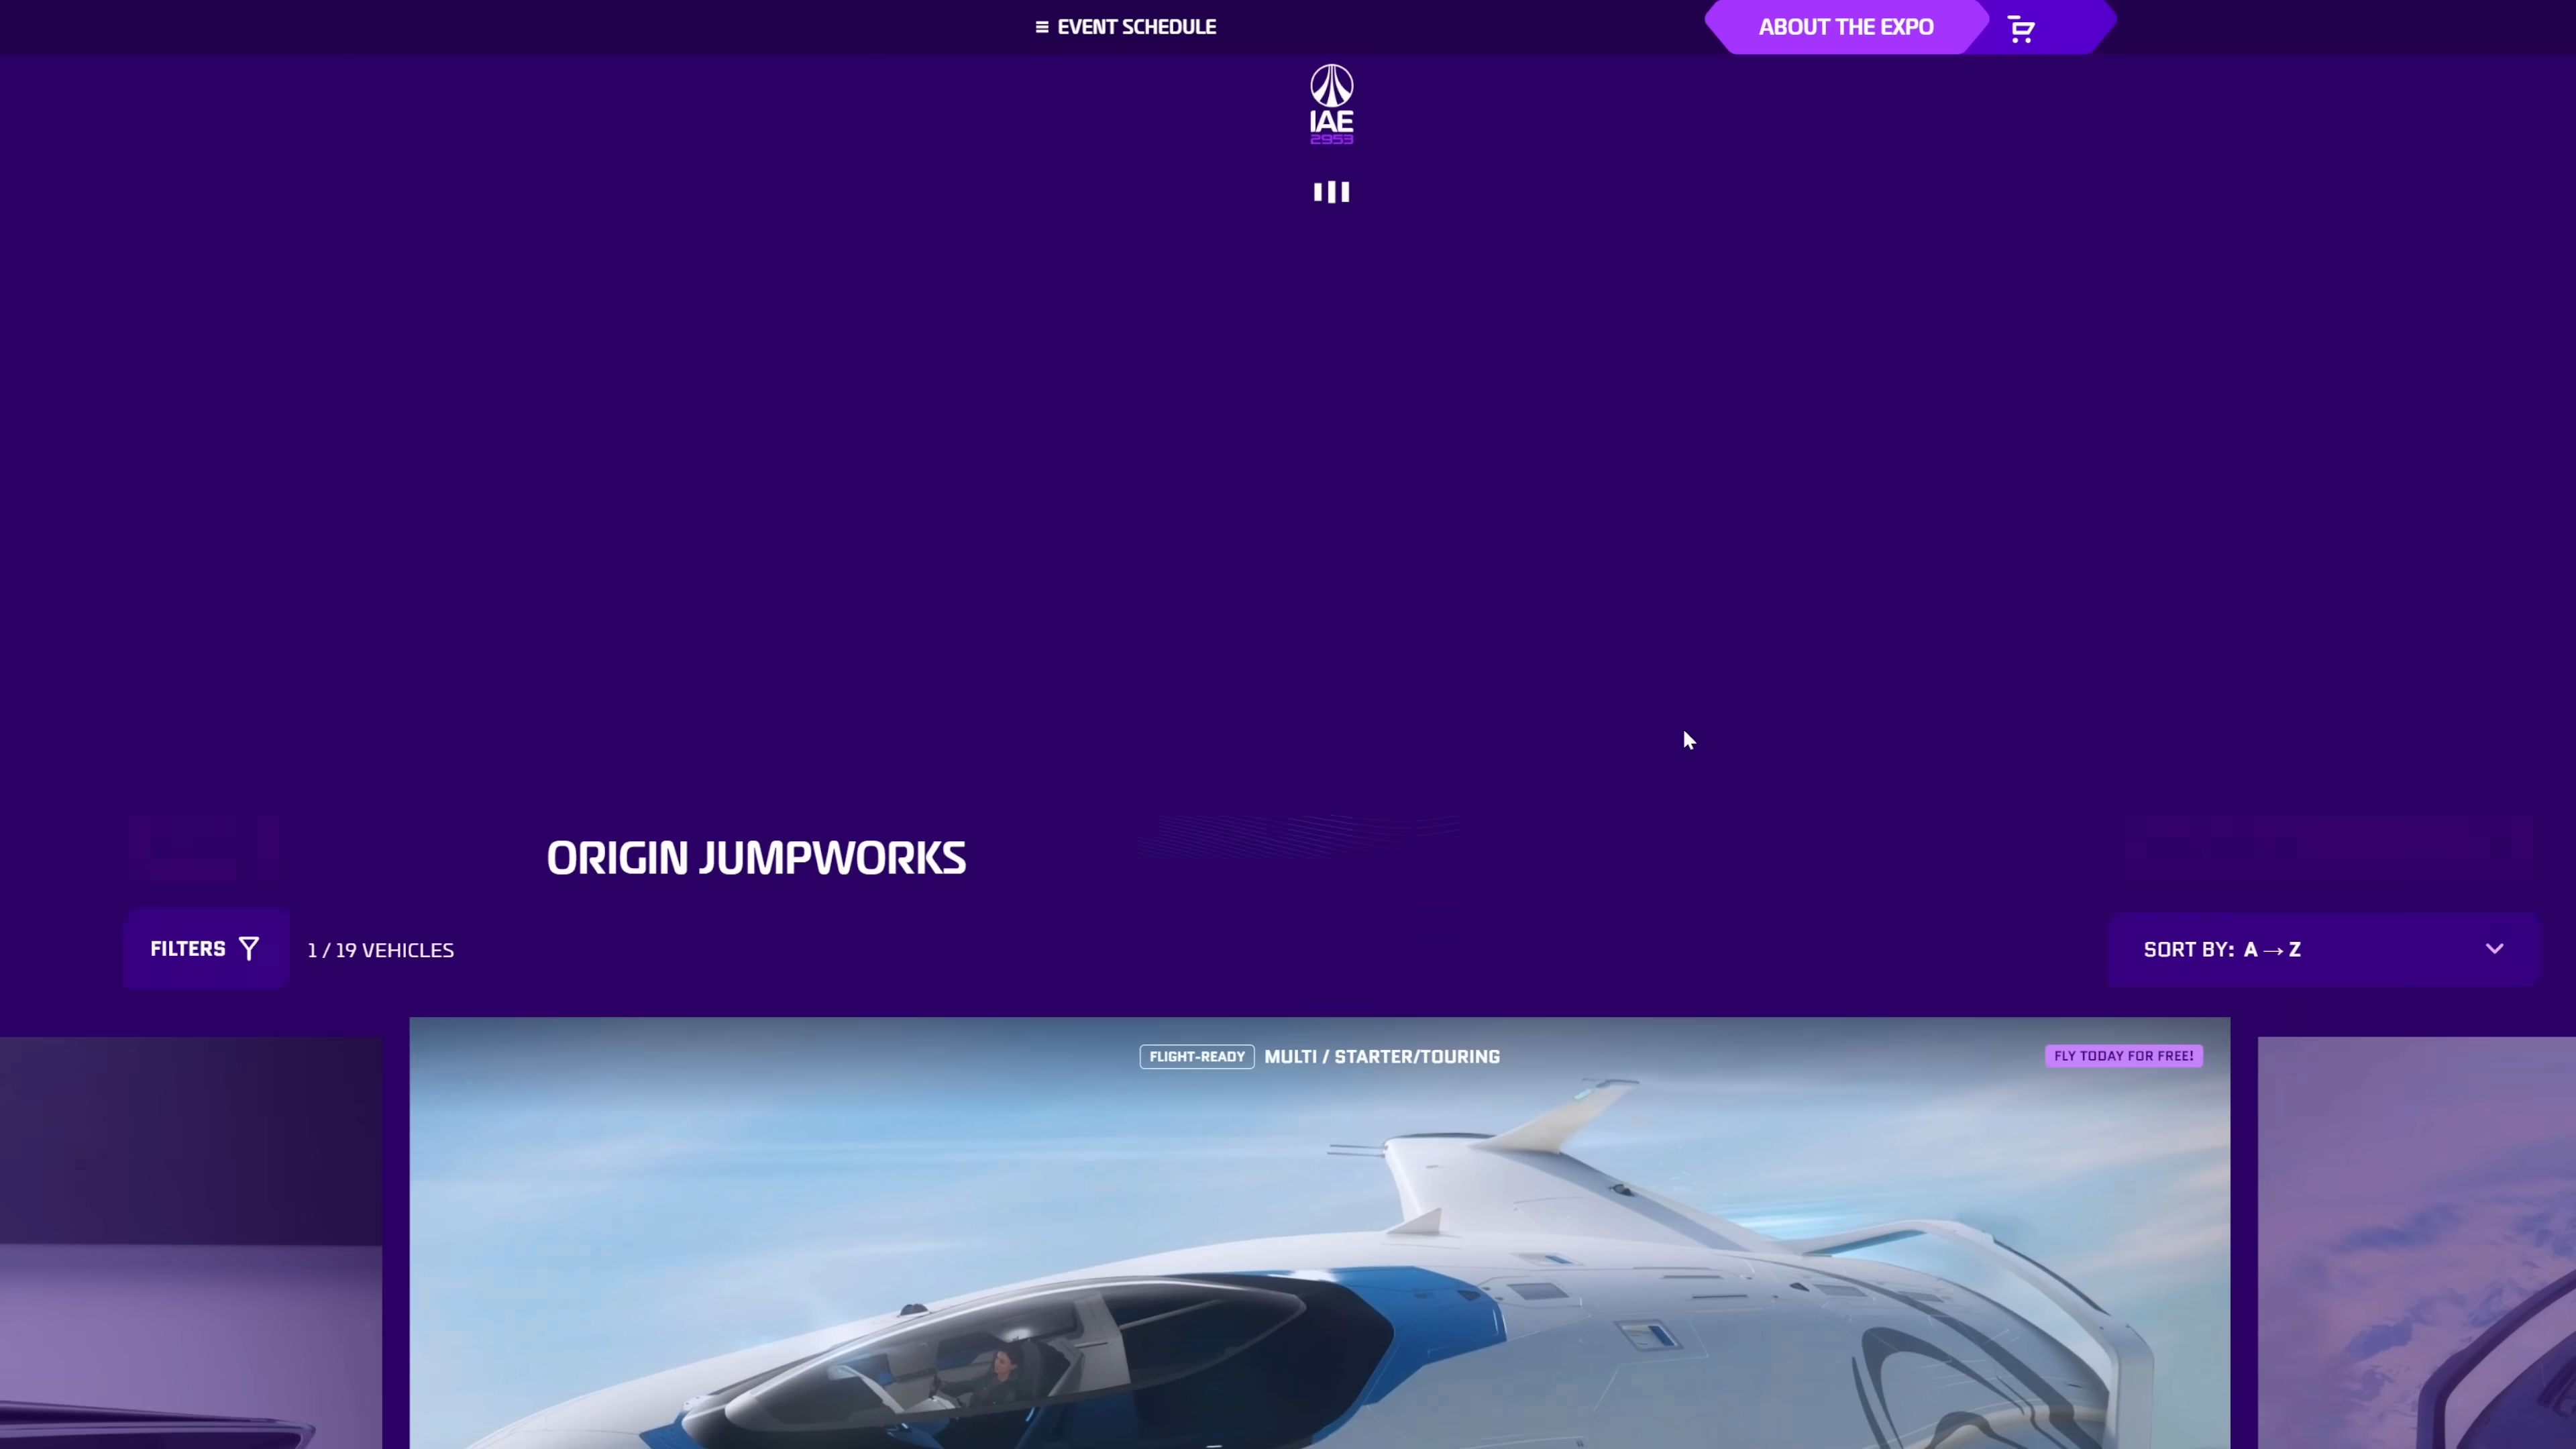 EVENT SCHEDULE
ABOUT THE EXPO
IAE
2953
ORIGIN JUMPWORKS
FILTERS
1 / 19 VEHICLES
SORT BY: A → Z
FLIGHT-READY
MULTI / STARTER/TOURING
FLY TODAY FOR FREE!